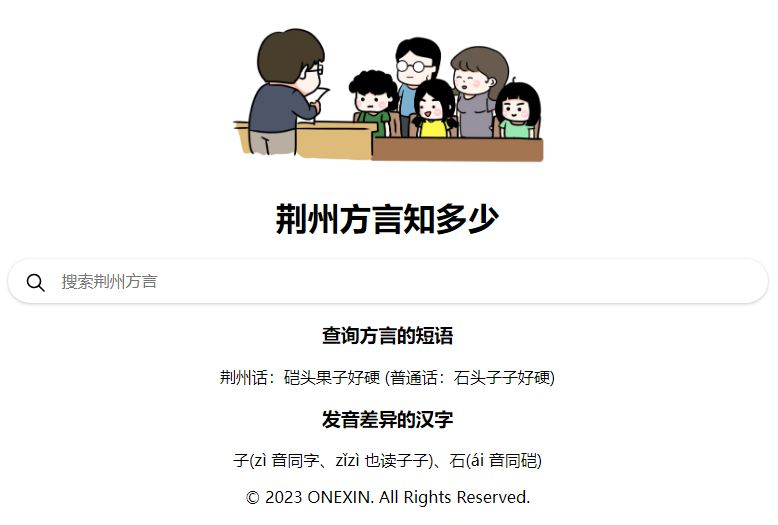 荆州方言知多少
搜索荆州方言
查询方言的短语
荆州话：硙头果子好硬 (普通话：石头子子好硬)
发音差异的汉字
子(zì 音同字、zǐzì 也读子子)、石(ái 音同硙)
© 2023 ONEXIN. All Rights Reserved.